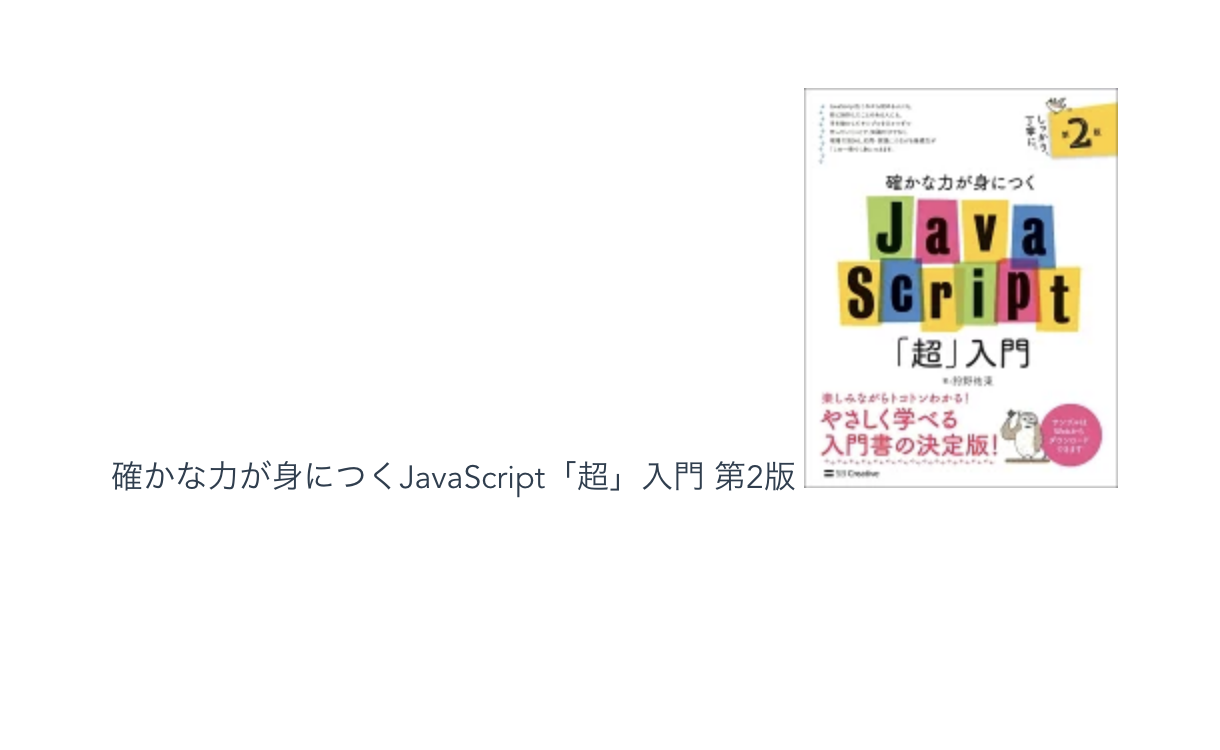 しっかり、
丁寧に。
第2版
確かな力が身につく
Java
Script
「超」入門
著・狩野祐東
楽しみながらトコトンわかる!
やさしく学べる
入門書の決定版!
サンプルは
Webから
ダウンロード
できます
SB Creative
確かな力が身につくJavaScript「超」入門 第2版